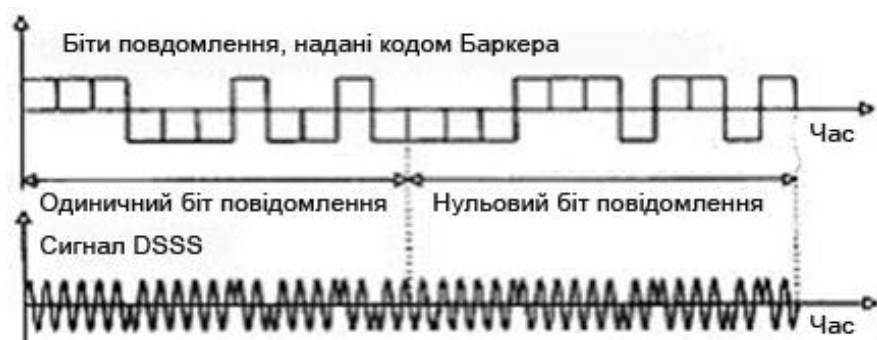 Біти повдомлення, надані кодом Баркера
Час
Одиничний біт повідомлення
Нульовий біт повідомлення
Сигнал DSSS
Час